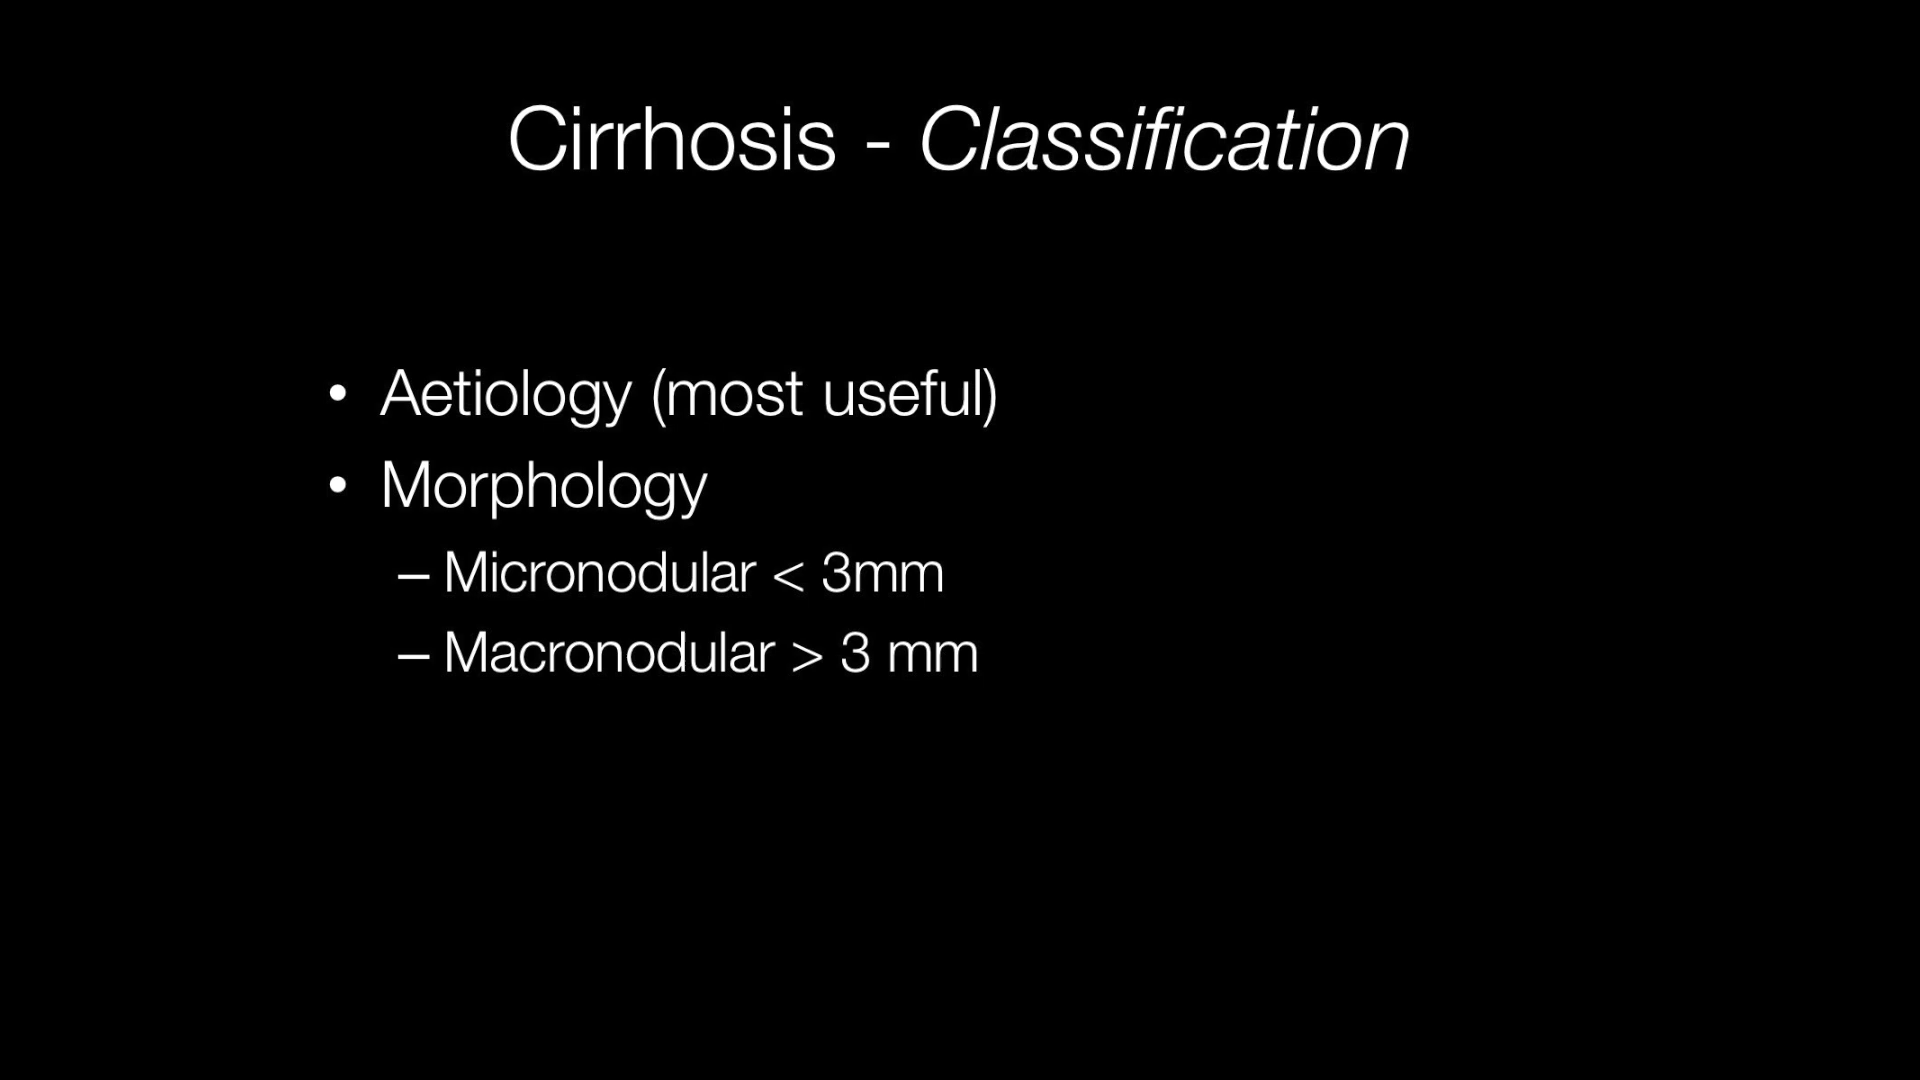 Cirrhosis - Classification
• Aetiology (most useful)
• Morphology
– Micronodular < 3mm
– Macronodular > 3 mm